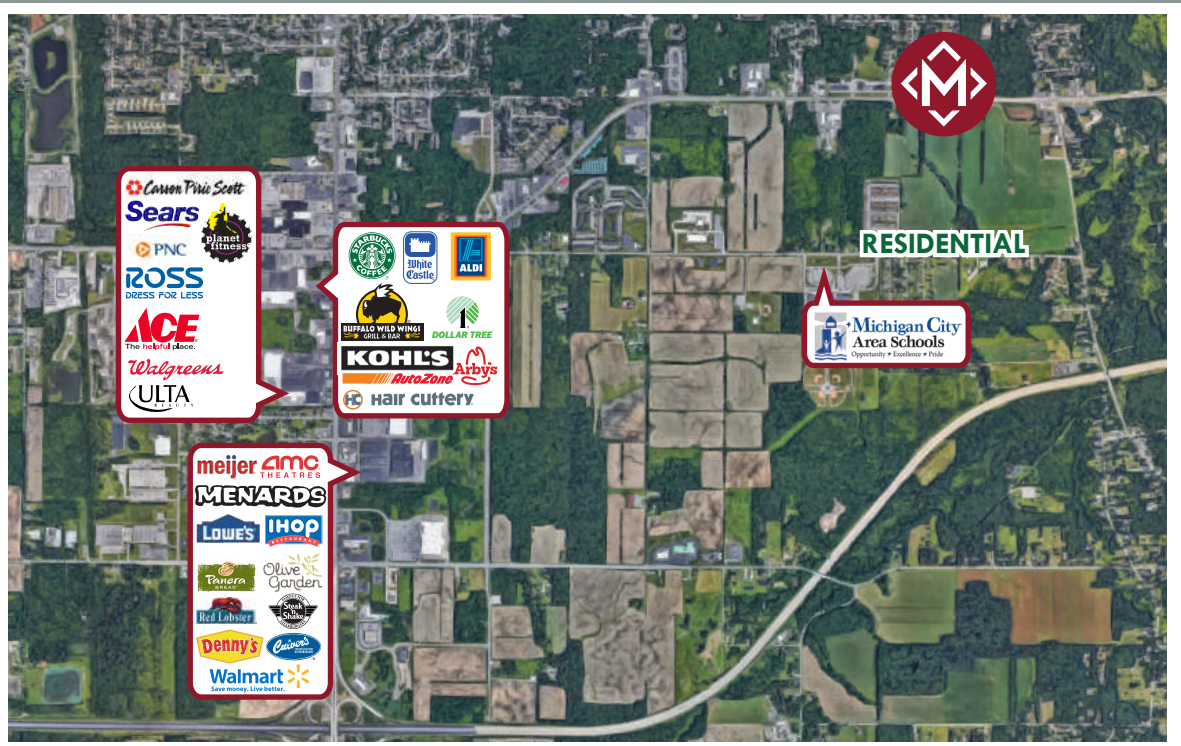 M
RESIDENTIAL
Carson Pirie Scott
Sears
planet
fitness
PNC
ROSS
DRESS FOR LESS
ACE
The helpful place.
Walgreens
ULTA
BEAUTY
STARBUCKS
COFFEE
White
Castle
ALDI
BUFFALO WILD WINGS
GRILL & BAR
1
DOLLAR TREE
KOHL'S
Arby's
AutoZone
HC
Hair Cuttery
Michigan City
Area Schools
Opportunity ★ Excellence ★ Pride
meijer
amc
THEATRES
MENARDS
LOWE'S
IHOP
RESTAURANT
Panera
BREAD
Olive
Garden
Red Lobster
Steak
n
Shake
Denny's
Culver's
Walmart
Save money. Live better.